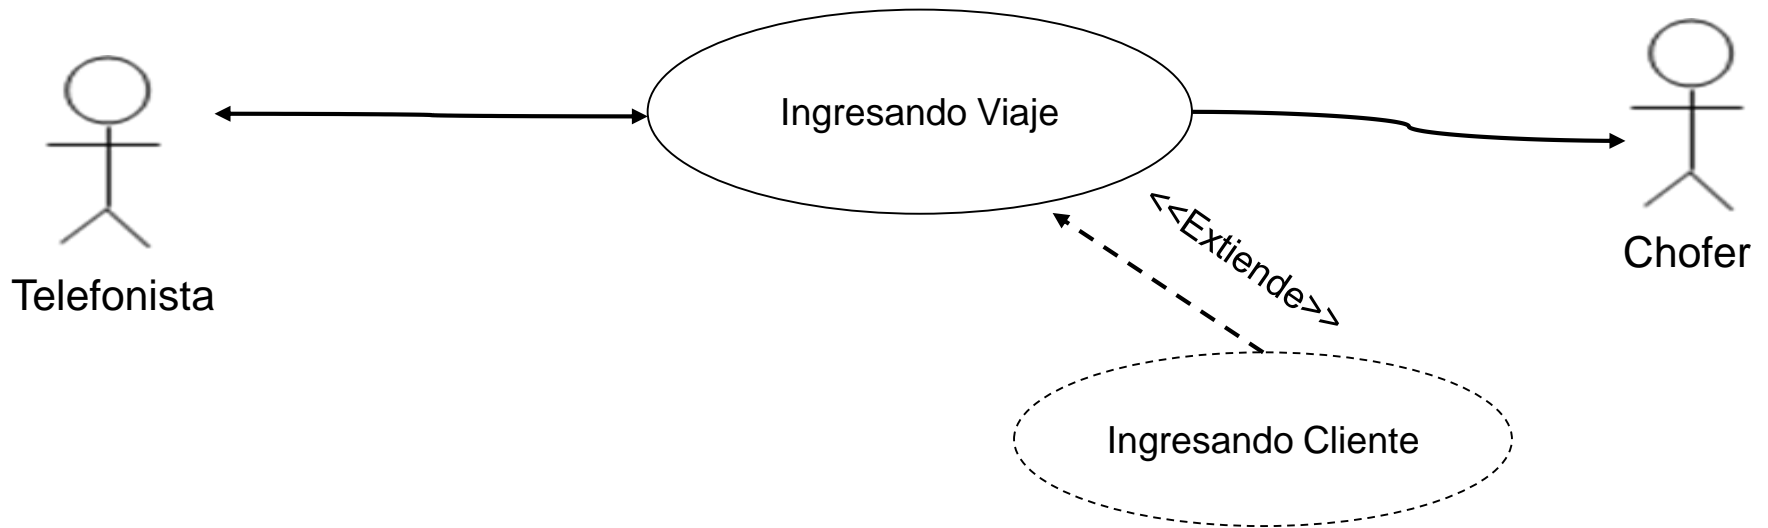 Ingresando Viaje
<<Extiende>>
Chofer
Telefonista
Ingresando Cliente